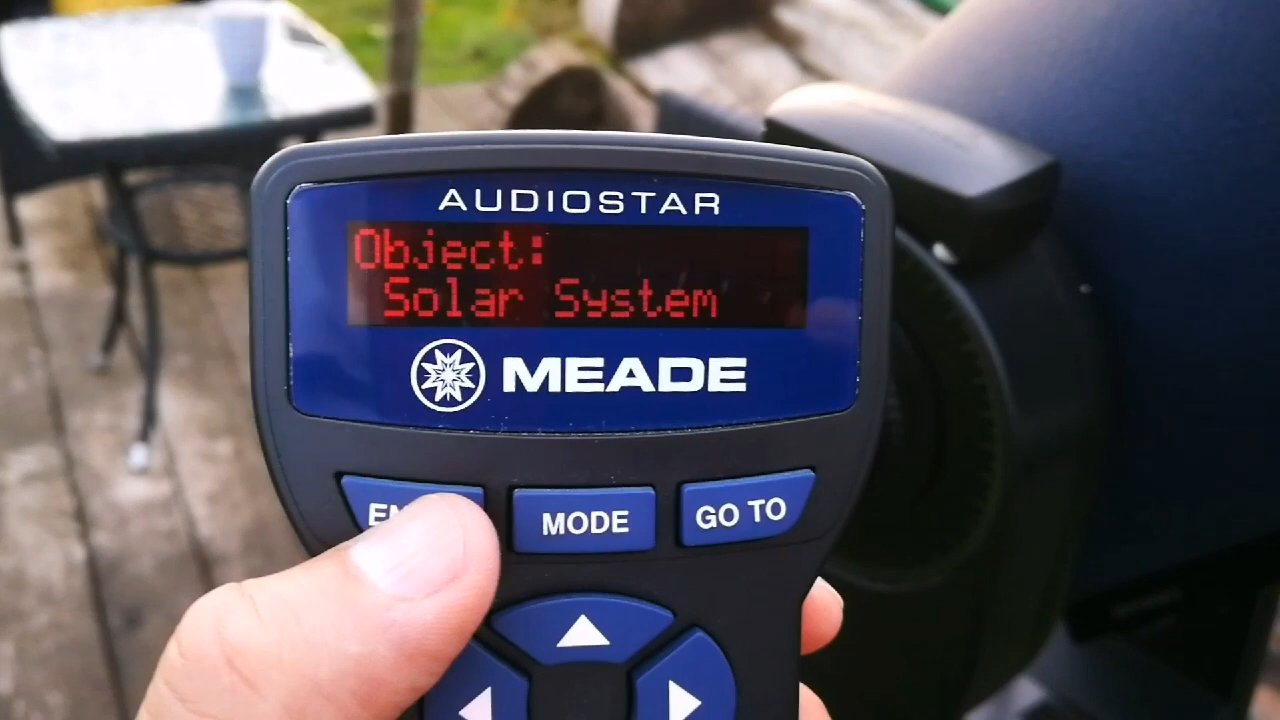 AUDIOSTAR
Object:
Solar System
MEADE
MODE
GO TO